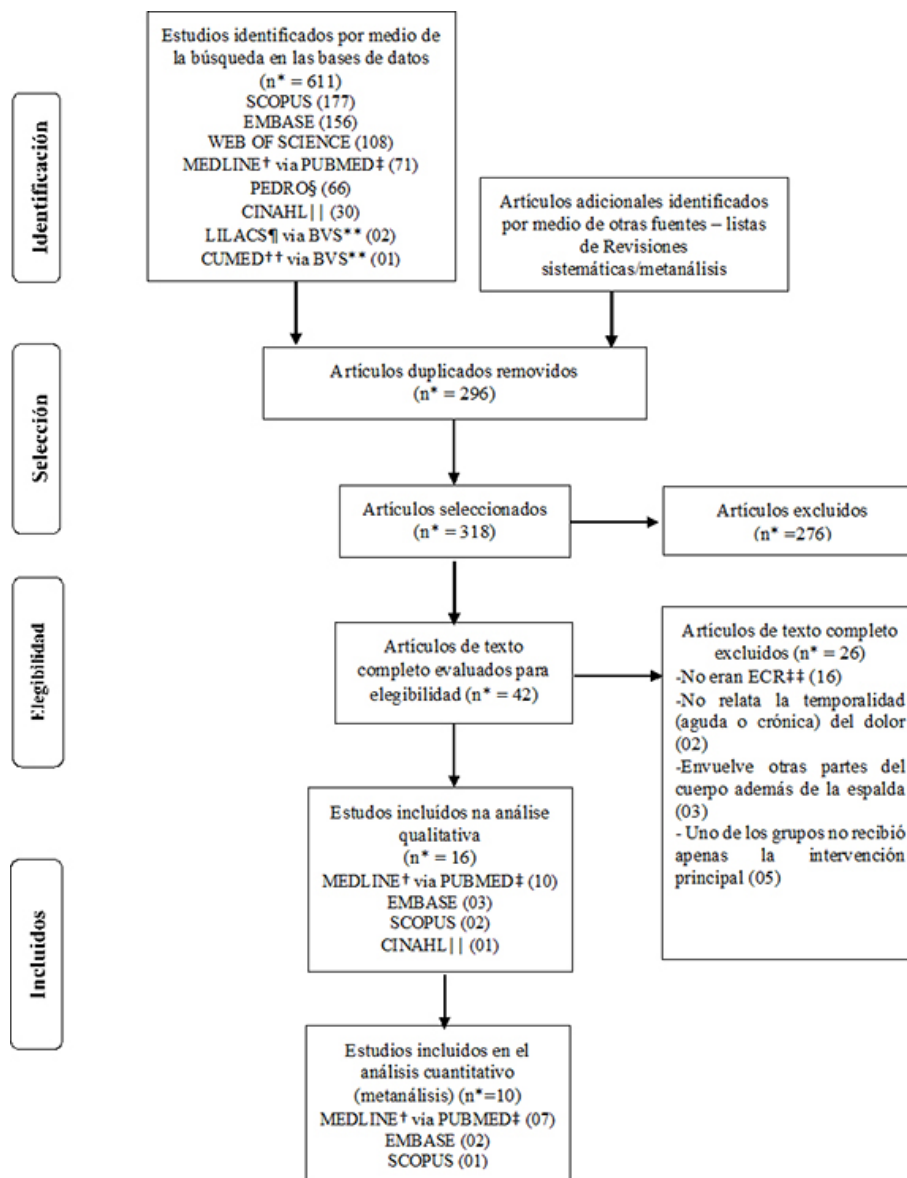 Identificación
Estudios identificados por medio de
la búsqueda en las bases de datos
(n* = 611)
SCOPUS (177)
EMBASE (156)
WEB OF SCIENCE (108)
MEDLINE† via PUBMED‡ (71)
PEDRO§ (66)
CINAHL|| (30)
LILACS¶ via BVS** (02)
CUMED†† via BVS** (01)
Artículos adicionales identificados
por medio de otras fuentes – listas
de Revisiones
sistemáticas/metanálisis
Selección
Artículos duplicados removidos
(n* = 296)
Artículos seleccionados
(n* = 318)
Artículos excluidos
(n* =276)
Elegibilidad
Artículos de texto
completo evaluados para
elegibilidad (n* = 42)
Artículos de texto completo
excluidos (n* = 26)
-No eran ECR‡‡ (16)
-No relata la temporalidad
(aguda o crónica) del dolor
(02)
-Envuelve otras partes del
cuerpo además de la espalda
(03)
- Uno de los grupos no recibió
apenas la intervención
principal (05)
Incluidos
Estudos incluídos na análise
qualitativa
(n* = 16)
MEDLINE† via PUBMED‡ (10)
EMBASE (03)
SCOPUS (02)
CINAHL|| (01)
Estudios incluidos en el
análisis cuantitativo
(metanálisis) (n*=10)
MEDLINE† via PUBMED‡ (07)
EMBASE (02)
SCOPUS (01)